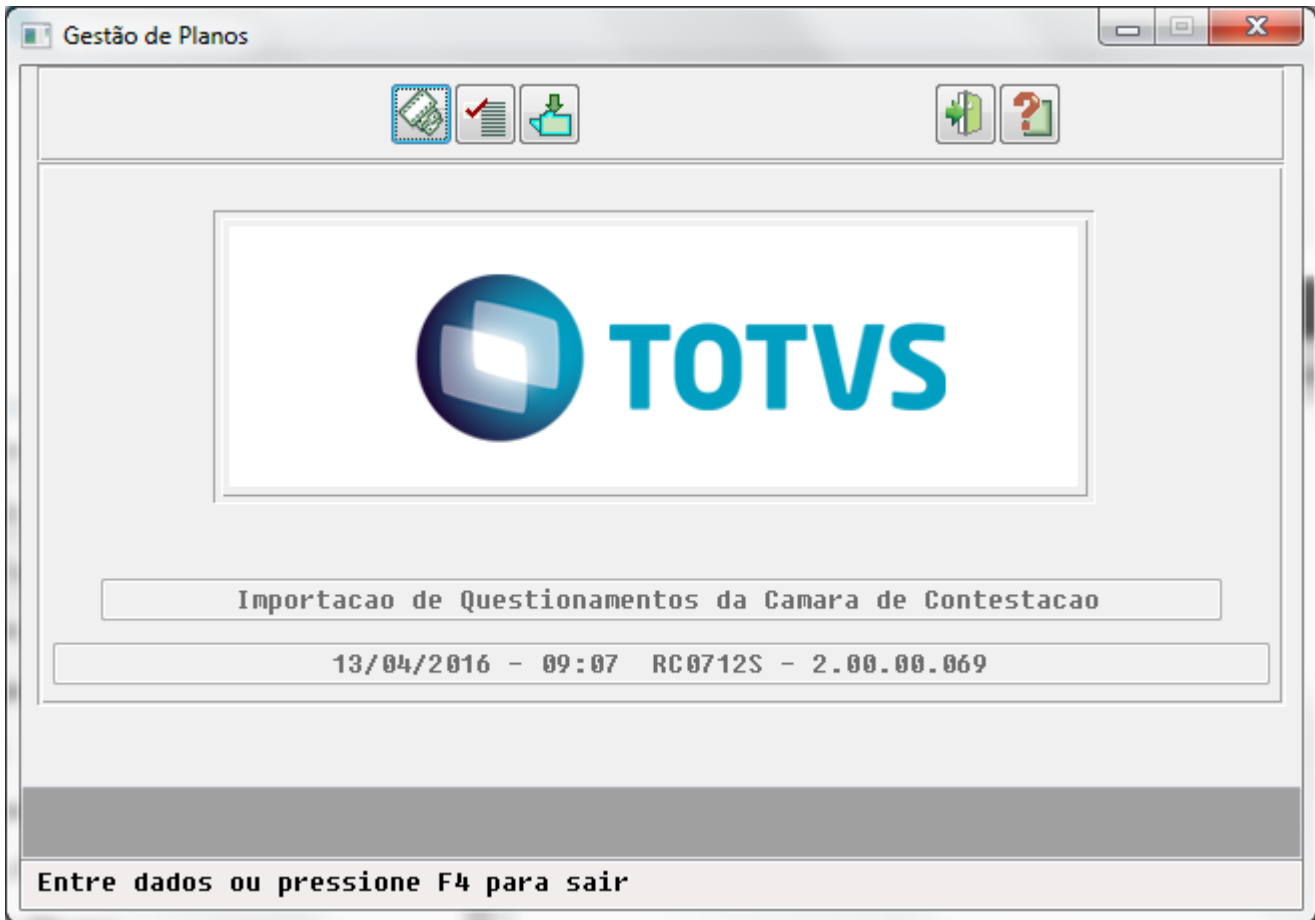 Gestão de Planos
TOTVS
Importacao de Questionamentos da Camara de Contestacao
13/04/2016 - 09:07 RC0712S - 2.00.00.069
Entre dados ou pressione F4 para sair